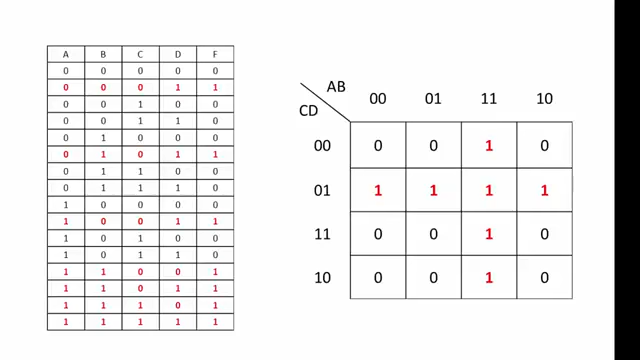 A B C D F
0 0 0 0 0
0 0 0 1 1
0 0 1 0 0
0 0 1 1 0
0 1 0 0 0
0 1 0 1 1
0 1 1 0 0
0 1 1 1 0
1 0 0 0 0
1 0 0 1 1
1 0 1 0 0
1 0 1 1 0
1 1 0 0 1
1 1 0 1 1
1 1 1 0 1
1 1 1 1 1
AB
CD
00 01 11 10
00 0 0 1 0
01 1 1 1 1
11 0 0 1 0
10 0 0 1 0